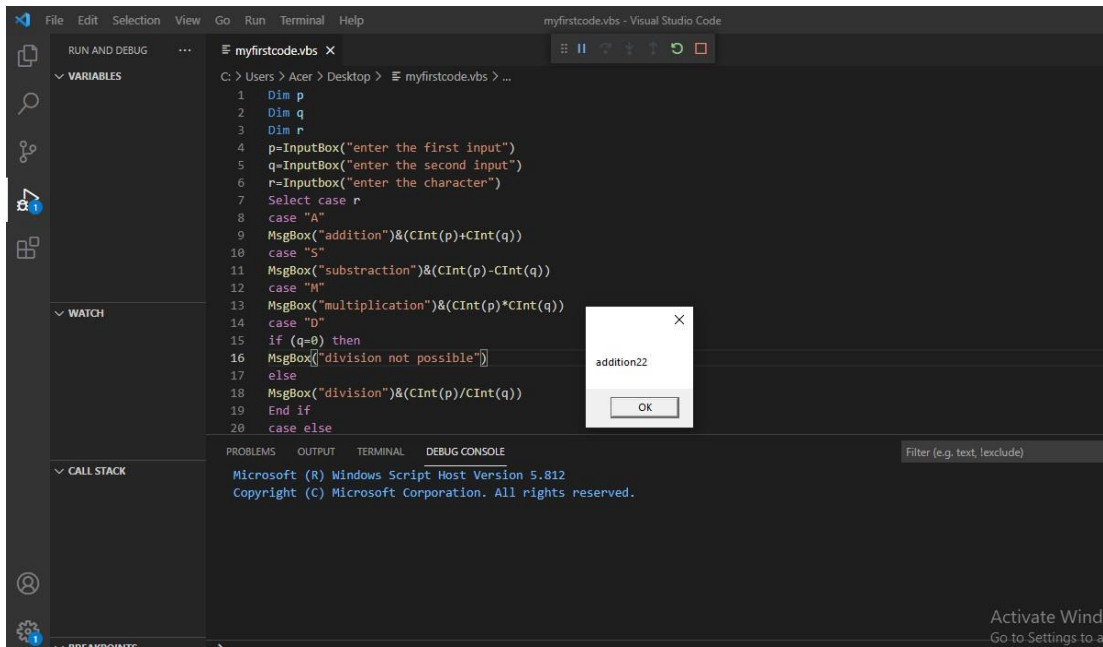 File Edit Selection View Go Run Terminal Help myfirstcode.vbs - Visual Studio Code
RUN AND DEBUG ...
myfirstcode.vbs
VARIABLES
C: > Users > Acer > Desktop > myfirstcode.vbs > ...
1 Dim p
2 Dim q
3 Dim r
4 p=InputBox("enter the first input")
5 q=InputBox("enter the second input")
6 r=Inputbox("enter the character")
7 Select case r
8 case "A"
9 MsgBox("addition")&(CInt(p)+CInt(q))
10 case "S"
11 MsgBox("substraction")&(CInt(p)-CInt(q))
12 case "M"
13 MsgBox("multiplication")&(CInt(p)*CInt(q))
14 case "D"
15 if (q=0) then
16 MsgBox("division not possible")
17 else
18 MsgBox("division")&(CInt(p)/CInt(q))
19 End if
20 case else
WATCH
addition22
OK
PROBLEMS OUTPUT TERMINAL DEBUG CONSOLE
Filter (e.g. text, !exclude)
CALL STACK
Microsoft (R) Windows Script Host Version 5.812
Copyright (C) Microsoft Corporation. All rights reserved.
1
1
Activate Wind
Go to Settings to a
BREAKPOINTS